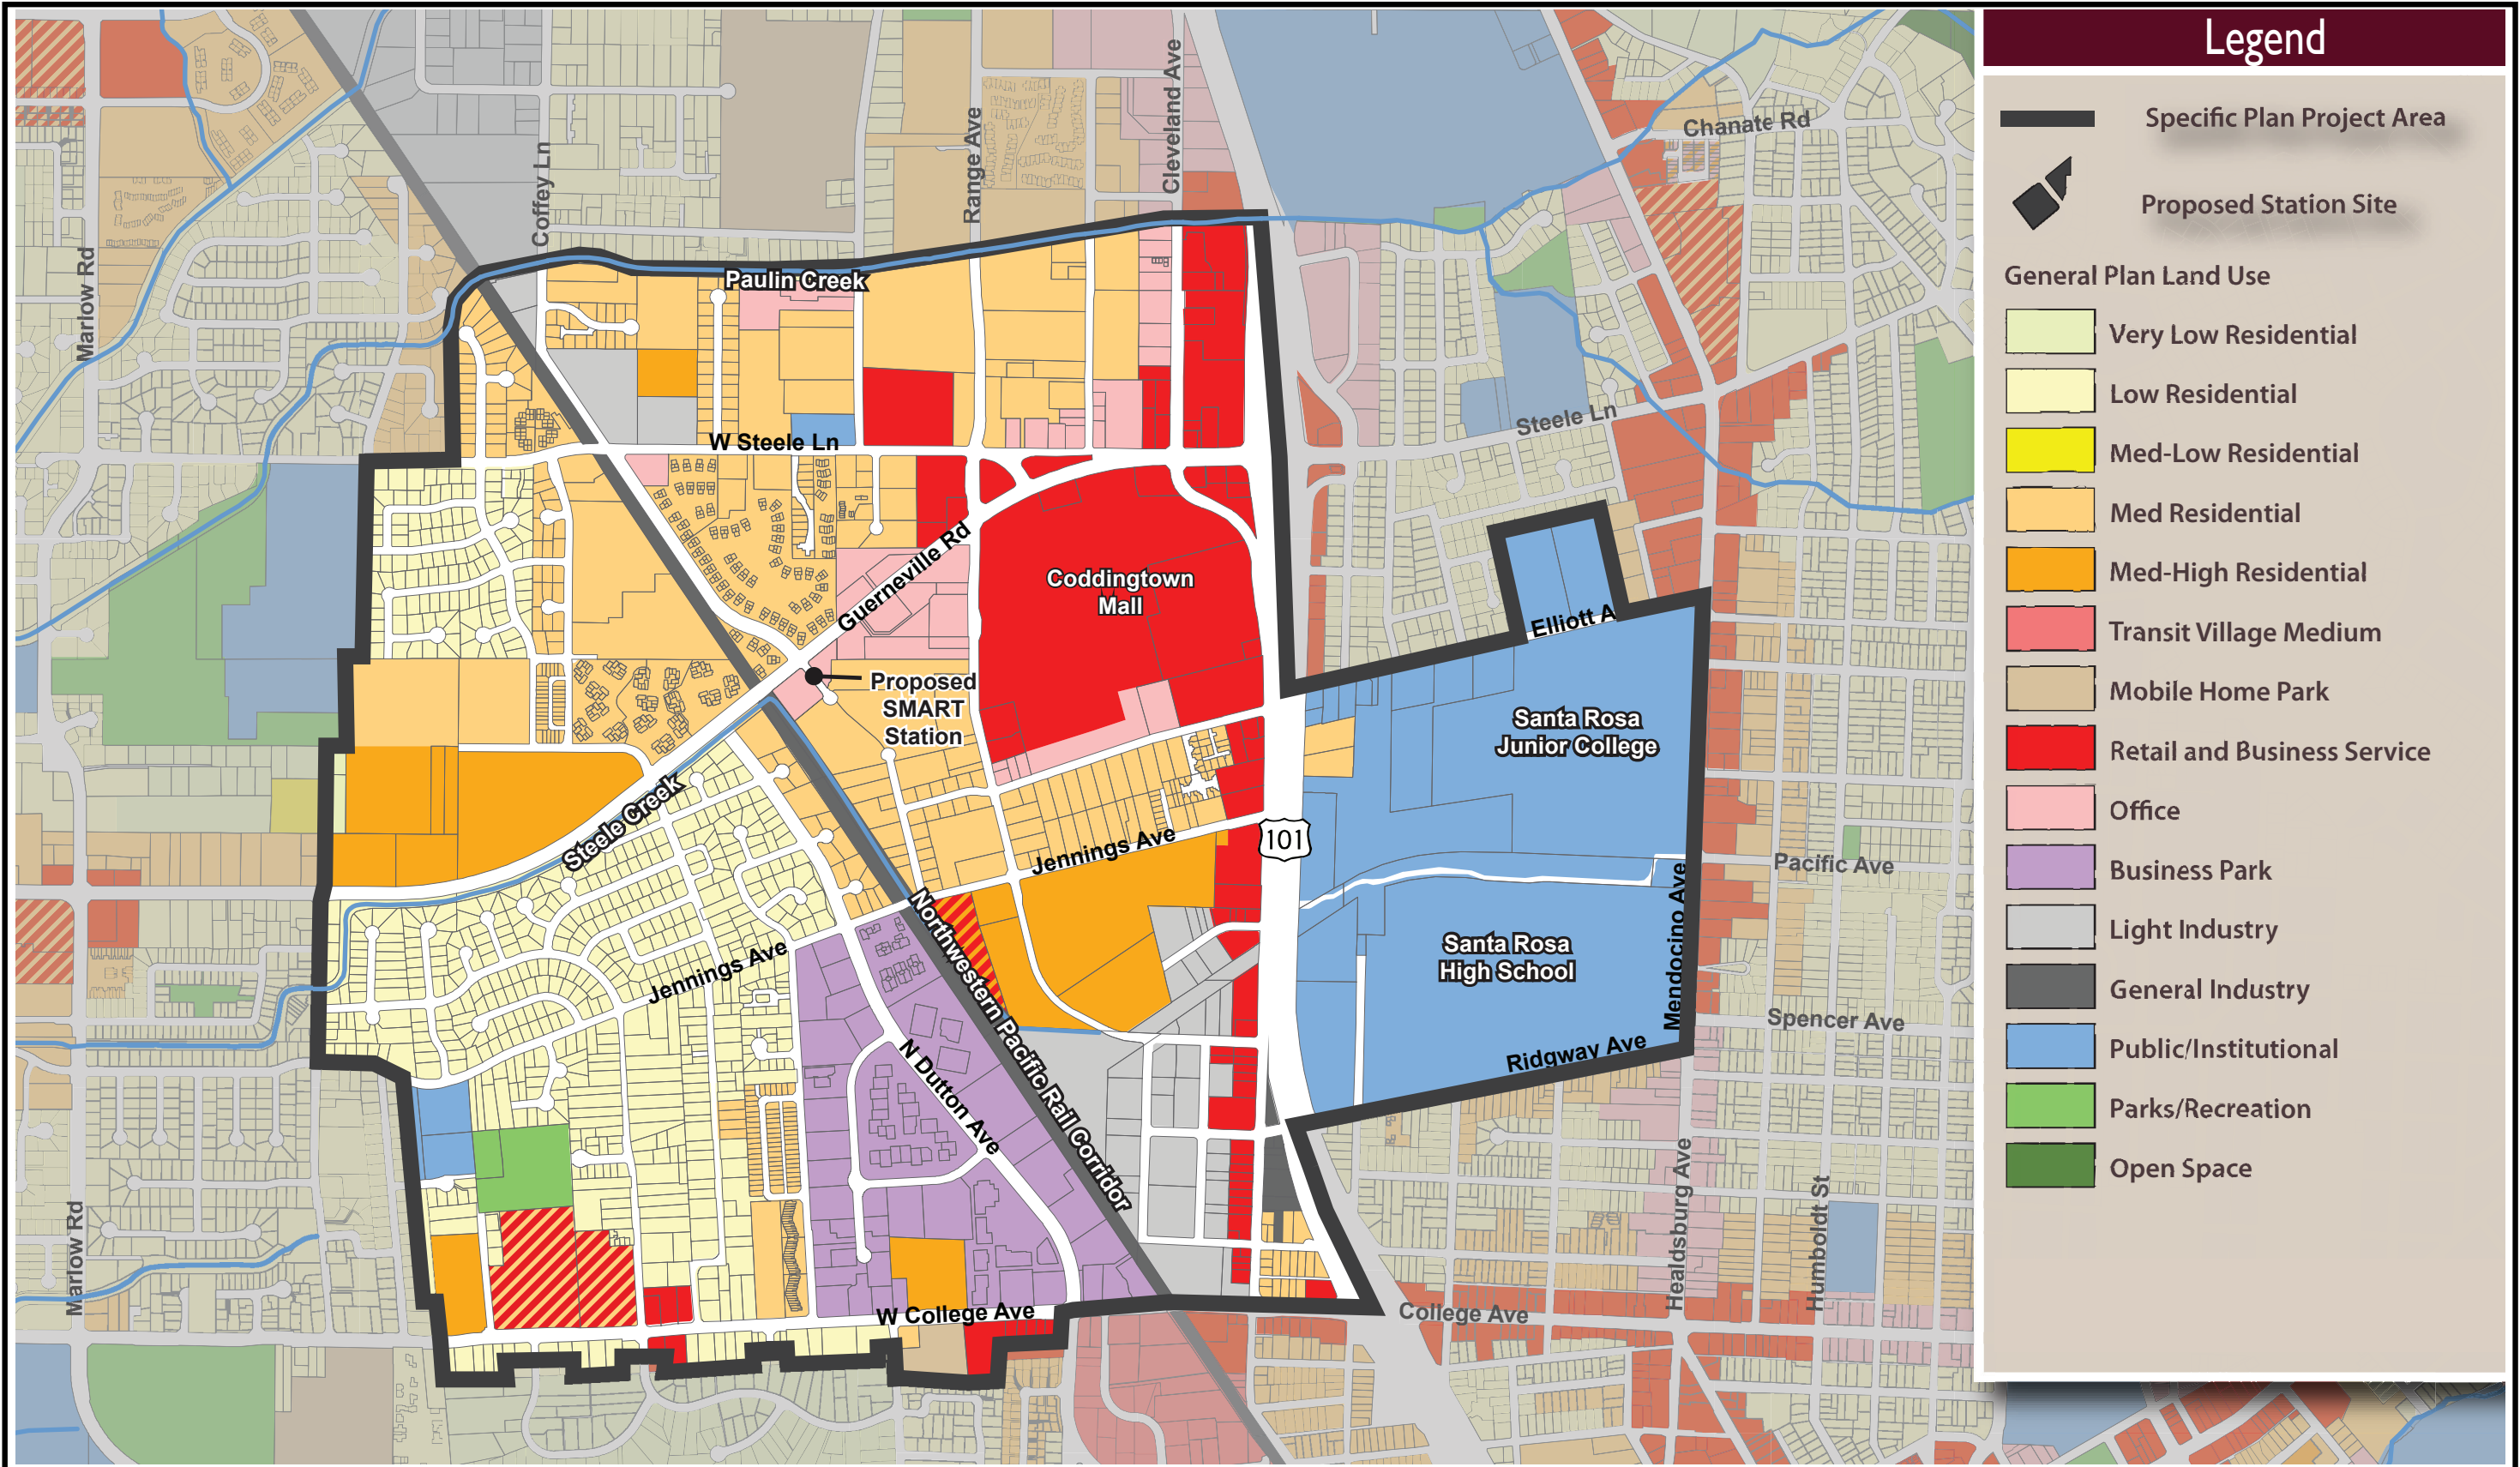 Legend
Specific Plan Project Area
Proposed Station Site
General Plan Land Use
Very Low Residential
Low Residential
Med-Low Residential
Med Residential
Med-High Residential
Transit Village Medium
Mobile Home Park
Retail and Business Service
Office
Business Park
Light Industry
General Industry
Public/Institutional
Parks/Recreation
Open Space
Cleveland Ave
Range Ave
Coffey Ln
Chanate Rd
Marlow Rd
Paulin Creek
Steele Ln
W Steele Ln
Guerneville Rd
Coddingtown
Mall
Elliott A
Proposed
SMART
Station
Santa Rosa
Junior College
Steele Creek
Jennings Ave
101
Pacific Ave
Mendocino Ave
Northwestern Pacific Rail Corridor
Santa Rosa
High School
Jennings Ave
Spencer Ave
Ridgway Ave
N Dutton Ave
Healdsburg Ave
Humboldt St
Marlow Rd
W College Ave
College Ave